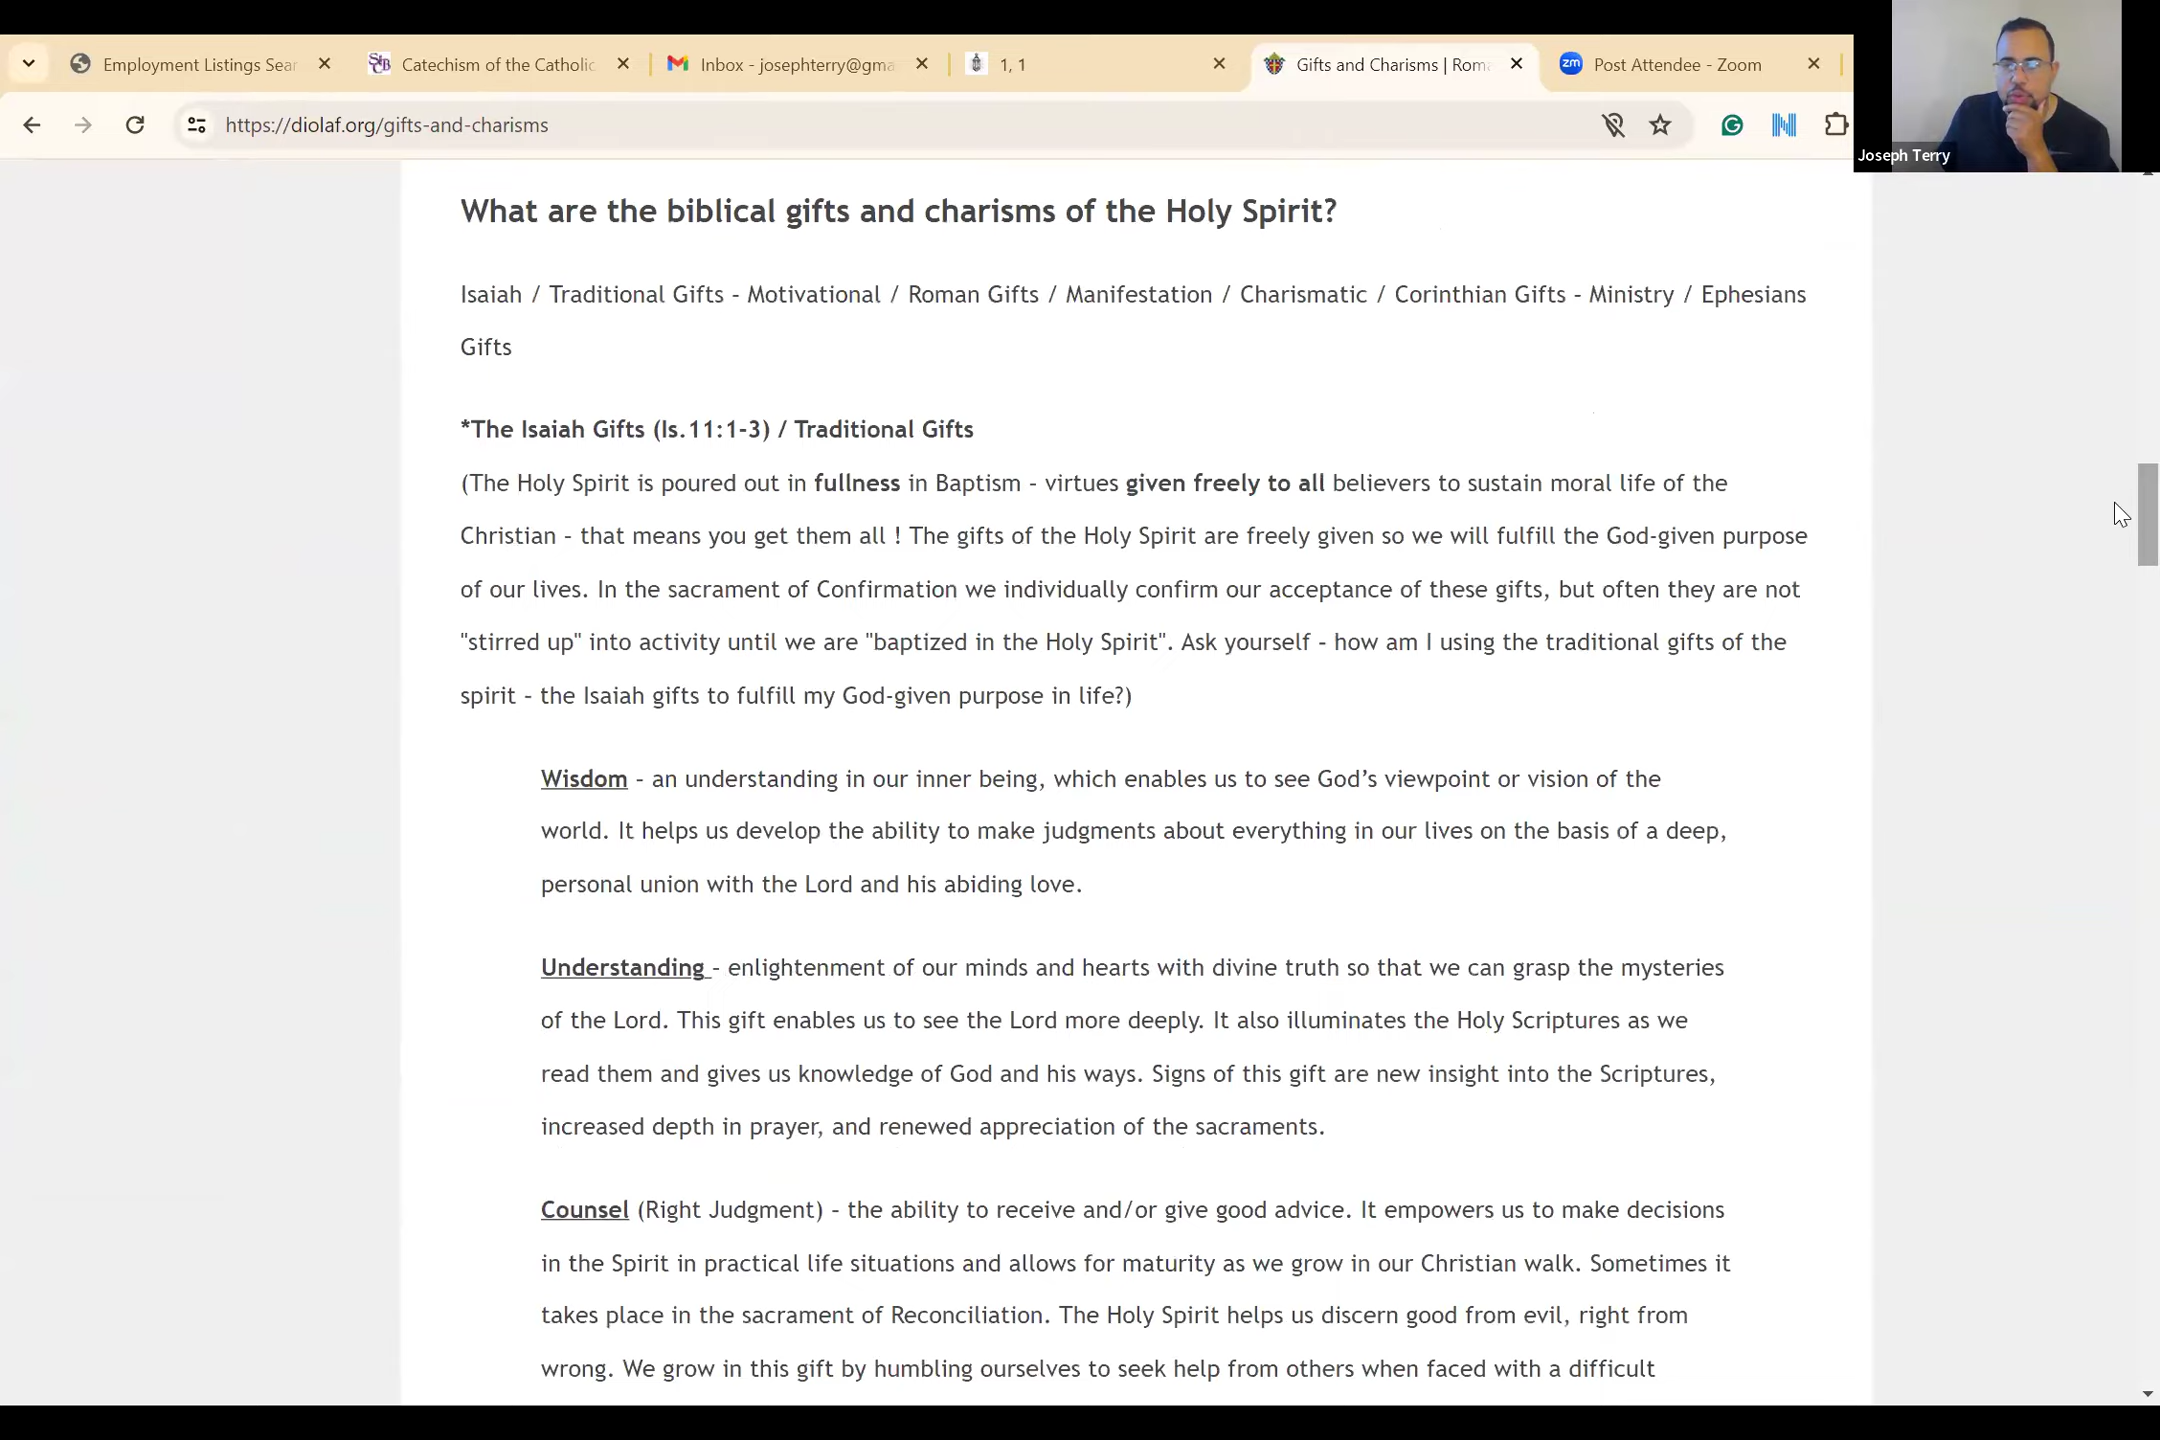 Employment Listings Sear
Catechism of the Catholic
Inbox - josephterry@gma
1, 1
Gifts and Charisms | Rom
zm Post Attendee - Zoom
https://diolaf.org/gifts-and-charisms
Joseph Terry
What are the biblical gifts and charisms of the Holy Spirit?
Isaiah / Traditional Gifts - Motivational / Roman Gifts / Manifestation / Charismatic / Corinthian Gifts - Ministry / Ephesians
Gifts
*The Isaiah Gifts (Is.11:1-3) / Traditional Gifts
(The Holy Spirit is poured out in fullness in Baptism - virtues given freely to all believers to sustain moral life of the
Christian - that means you get them all ! The gifts of the Holy Spirit are freely given so we will fulfill the God-given purpose
of our lives. In the sacrament of Confirmation we individually confirm our acceptance of these gifts, but often they are not
"stirred up" into activity until we are "baptized in the Holy Spirit". Ask yourself - how am I using the traditional gifts of the
spirit - the Isaiah gifts to fulfill my God-given purpose in life?)
Wisdom - an understanding in our inner being, which enables us to see God’s viewpoint or vision of the
world. It helps us develop the ability to make judgments about everything in our lives on the basis of a deep,
personal union with the Lord and his abiding love.
Understanding - enlightenment of our minds and hearts with divine truth so that we can grasp the mysteries
of the Lord. This gift enables us to see the Lord more deeply. It also illuminates the Holy Scriptures as we
read them and gives us knowledge of God and his ways. Signs of this gift are new insight into the Scriptures,
increased depth in prayer, and renewed appreciation of the sacraments.
Counsel (Right Judgment) - the ability to receive and/or give good advice. It empowers us to make decisions
in the Spirit in practical life situations and allows for maturity as we grow in our Christian walk. Sometimes it
takes place in the sacrament of Reconciliation. The Holy Spirit helps us discern good from evil, right from
wrong. We grow in this gift by humbling ourselves to seek help from others when faced with a difficult